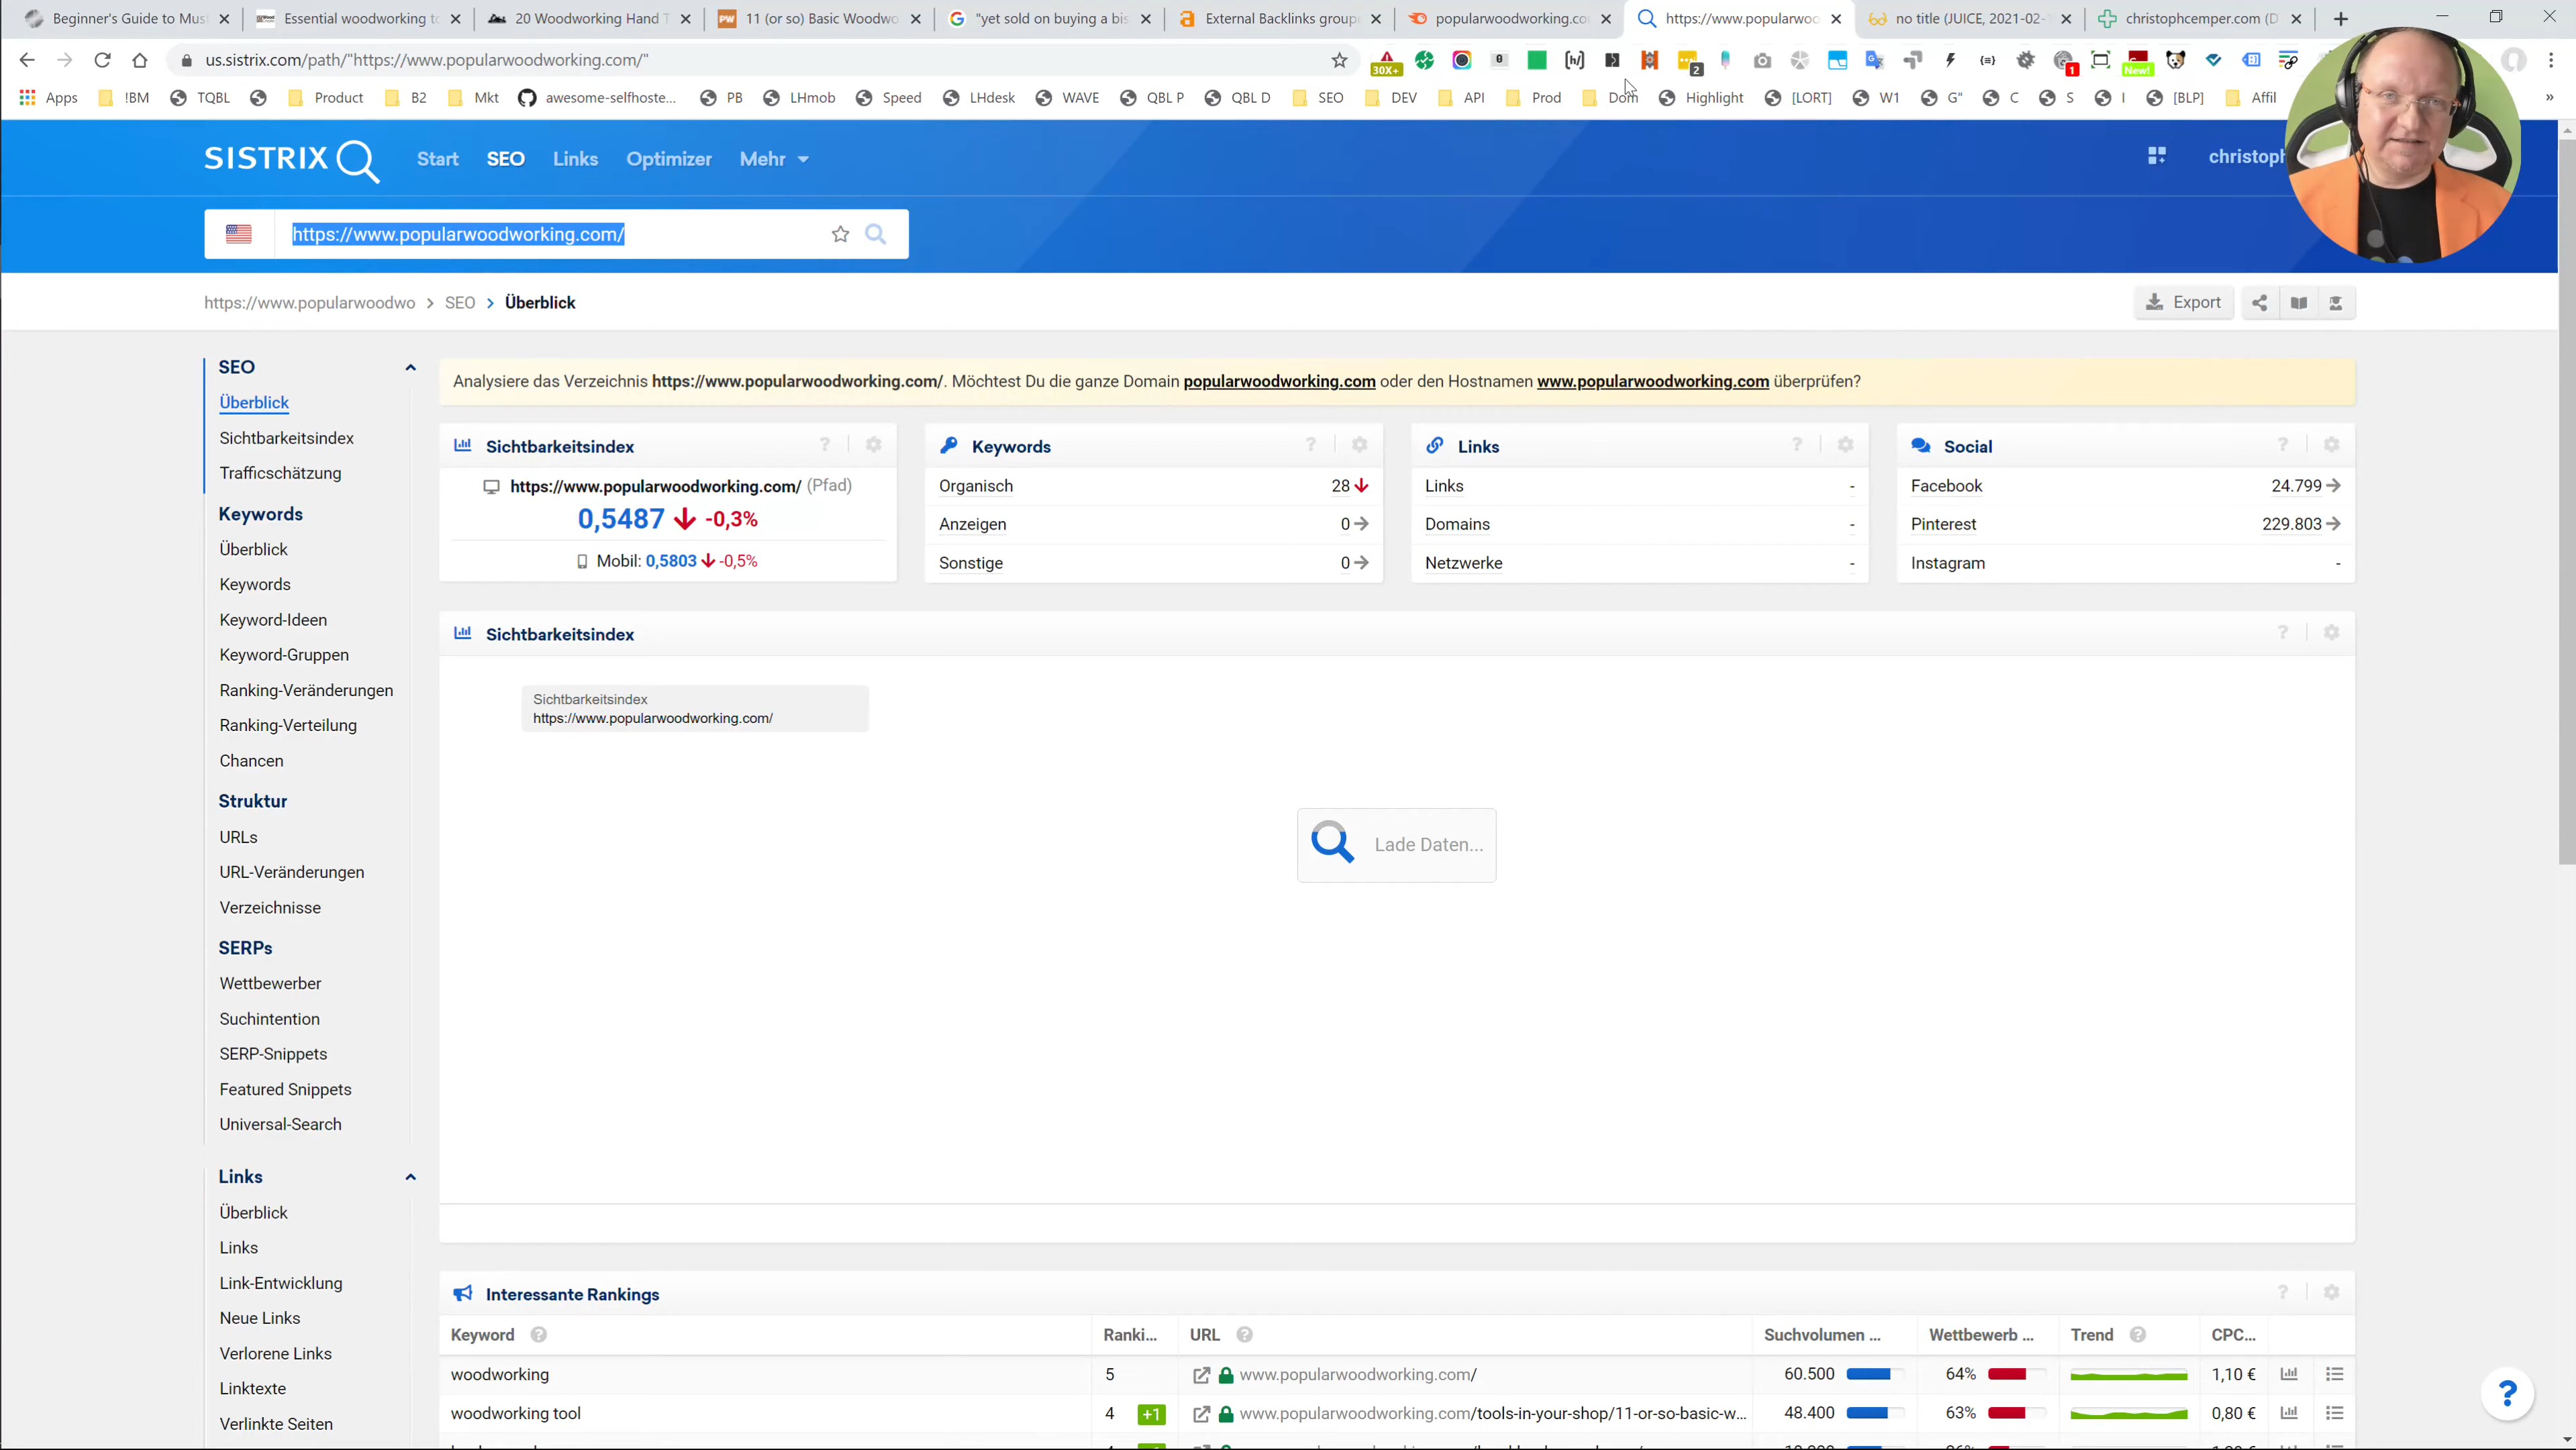 Beginner's Guide to Mus
Essential woodworking to
20 Woodworking Hand T
11 (or so) Basic Woodwo
"yet sold on buying a bis
External Backlinks groupe
popularwoodworking.co
https://www.popularwoo
no title (JUICE, 2021-02-
christophcemper.com (D
us.sistrix.com/path/"https://www.popularwoodworking.com/"
30X+
2
1
New!
Apps
!BM
TQBL
Product
B2
Mkt
awesome-selfhoste...
PB
LHmob
Speed
LHdesk
WAVE
QBL P
QBL D
SEO
DEV
API
Prod
Dom
Highlight
[LORT]
W1
G"
C
S
I
[BLP]
Affil
»
SISTRIX
Start
SEO
Links
Optimizer
Mehr
christoph
https://www.popularwoodworking.com/
https://www.popularwoodwo > SEO > Überblick
Export
SEO
Überblick
Sichtbarkeitsindex
Trafficschätzung
Keywords
Überblick
Keywords
Keyword-Ideen
Keyword-Gruppen
Ranking-Veränderungen
Ranking-Verteilung
Chancen
Struktur
URLs
URL-Veränderungen
Verzeichnisse
SERPs
Wettbewerber
Suchintention
SERP-Snippets
Featured Snippets
Universal-Search
Links
Überblick
Links
Link-Entwicklung
Neue Links
Verlorene Links
Linktexte
Verlinkte Seiten
Analysiere das Verzeichnis https://www.popularwoodworking.com/. Möchtest Du die ganze Domain popularwoodworking.com oder den Hostnamen www.popularwoodworking.com überprüfen?
Sichtbarkeitsindex
https://www.popularwoodworking.com/ (Pfad)
0,5487 -0,3%
Mobil: 0,5803 -0,5%
Keywords
Organisch 28
Anzeigen 0
Sonstige 0
Links
Links -
Domains -
Netzwerke -
Social
Facebook 24.799
Pinterest 229.803
Instagram -
Sichtbarkeitsindex
Sichtbarkeitsindex
https://www.popularwoodworking.com/
Lade Daten...
Interessante Rankings
Keyword Ranki... URL Suchvolumen ... Wettbewerb ... Trend CPC...
woodworking 5 www.popularwoodworking.com/ 60.500 64% 1,10 €
woodworking tool 4 +1 www.popularwoodworking.com/tools-in-your-shop/11-or-so-basic-w... 48.400 63% 0,80 €